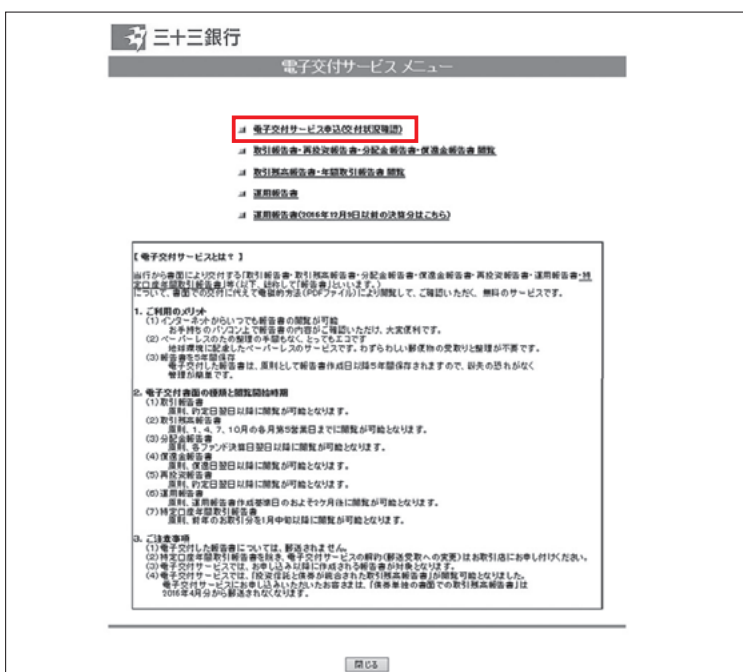 三十三銀行
電子交付サービス メニュー
電子交付サービス申込(交付状況確認)
取引報告書・再投資報告書・分配金報告書・償還金報告書 閲覧
取引残高報告書・年間取引報告書 閲覧
運用報告書
運用報告書(2016年12月9日以前の決算分はこちら)
【 電子交付サービスとは? 】
当行から書面により交付する「取引報告書・取引残高報告書・分配金報告書・償還金報告書・再投資報告書・運用報告書・特
定口座年間取引報告書」等(以下、総称して「報告書」といいます。)
について、書面での交付に代えて電磁的方法(PDFファイル)により閲覧して、ご確認いただく、無料のサービスです。
1. ご利用のメリット
(1)インターネットからいつでも報告書の閲覧が可能
お手持ちのパソコン上で報告書の内容がご確認いただけ、大変便利です。
(2)ペーパーレスのため整理の手間もなく、とってもエコです
地球環境に配慮したペーパーレスのサービスです。わずらわしい郵便物の受取りと整理が不要です。
(3)報告書を5年間保存
電子交付した報告書は、原則として報告書作成日以降5年間保存されますので、紛失の恐れがなく
管理が簡単です。
2. 電子交付書面の種類と閲覧開始時期
(1)取引報告書
原則、約定日翌日以降に閲覧が可能となります。
(2)取引残高報告書
原則、1、4、7、10月の各月第5営業日までに閲覧が可能となります。
(3)分配金報告書
原則、各ファンド決算日翌日以降に閲覧が可能となります。
(4)償還金報告書
原則、償還日翌日以降に閲覧が可能となります。
(5)再投資報告書
原則、約定日翌日以降に閲覧が可能となります。
(6)運用報告書
原則、運用報告書作成基準日のおよそ2ケ月後に閲覧が可能となります。
(7)特定口座年間取引報告書
原則、前年のお取引分を1月中旬以降に閲覧が可能となります。
3. ご注意事項
(1)電子交付した報告書については、郵送されません。
(2)特定口座年間取引報告書を除き、電子交付サービスの解約(郵送受取への変更)はお取引店にお申し付けください。
(3)電子交付サービスでは、お申し込み以降に作成される報告書が対象となります。
(4)電子交付サービスでは、「投資信託と債券が統合された取引残高報告書」が閲覧可能となりました。
電子交付サービスにお申し込みいただいたお客さまは、「債券単独の書面での取引残高報告書」は
2016年4月分から郵送されなくなります。
閉じる